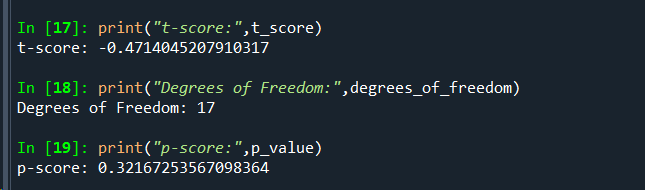 In [17]: print("t-score:",t_score)
t-score: -0.4714045207910317
In [18]: print("Degrees of Freedom:",degrees_of_freedom)
Degrees of Freedom: 17
In [19]: print("p-score:",p_value)
p-score: 0.32167253567098364